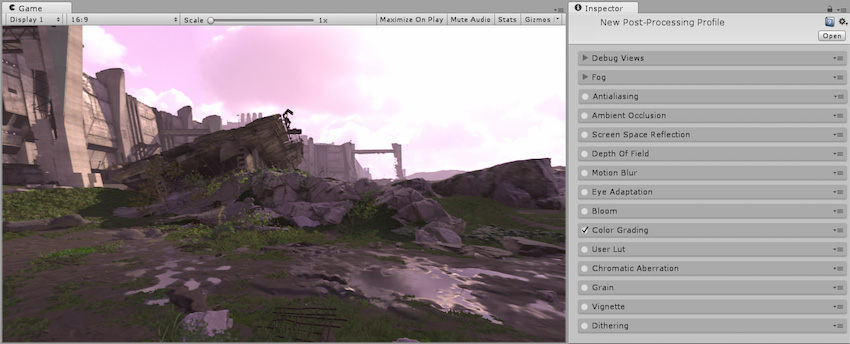 Game
Display 1 16:9 Scale 1x Maximize On Play Mute Audio Stats Gizmos
Inspector
New Post-Processing Profile
Open
Debug Views
Fog
Antialiasing
Ambient Occlusion
Screen Space Reflection
Depth Of Field
Motion Blur
Eye Adaptation
Bloom
Color Grading
User Lut
Chromatic Aberration
Grain
Vignette
Dithering